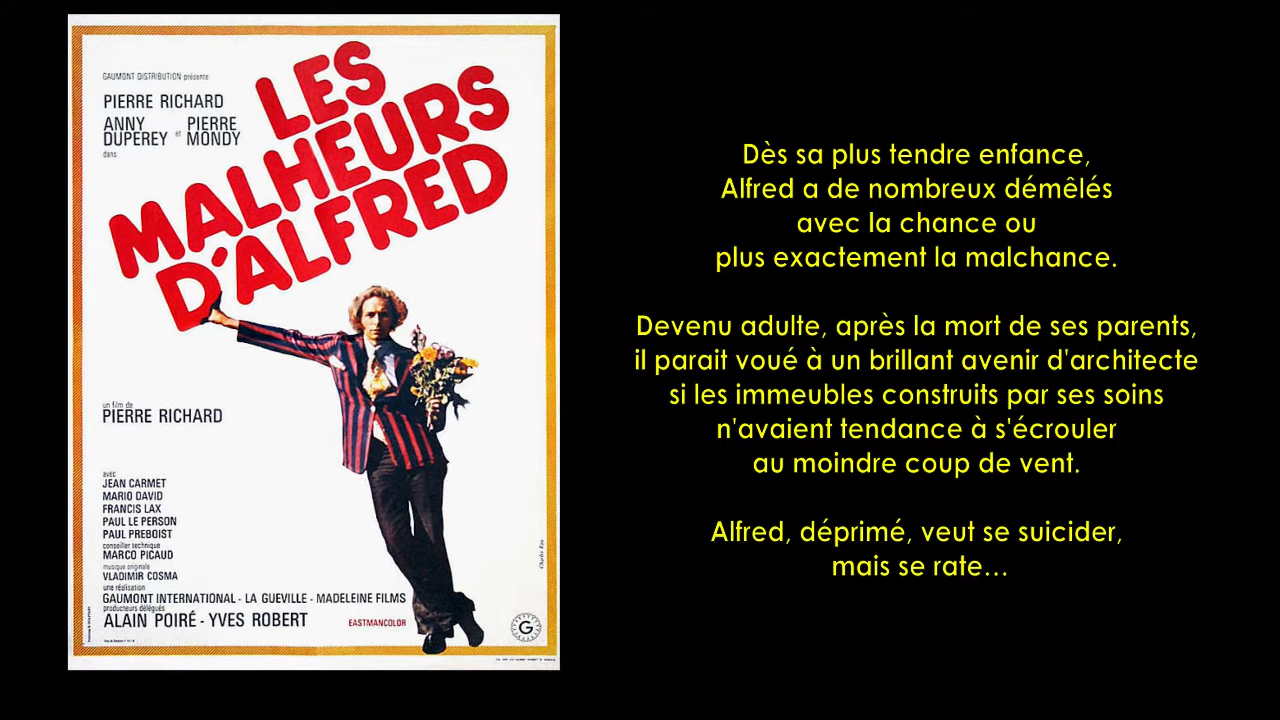 GAUMONT DISTRIBUTION présente
PIERRE RICHARD
ANNY DUPEREY et PIERRE MONDY
dans
LES
MALHEURS
D'ALFRED
un film de
PIERRE RICHARD
avec
JEAN CARMET
MARIO DAVID
FRANCIS LAX
PAUL LE PERSON
PAUL PREBOIST
conseiller technique
MARCO PICAUD
musique originale
VLADIMIR COSMA
une réalisation
GAUMONT INTERNATIONAL - LA GUEVILLE - MADELEINE FILMS
producteurs délégués
ALAIN POIRÉ - YVES ROBERT
EASTMANCOLOR
G
Dès sa plus tendre enfance,
Alfred a de nombreux démêlés
avec la chance ou
plus exactement la malchance.
Devenu adulte, après la mort de ses parents,
il parait voué à un brillant avenir d'architecte
si les immeubles construits par ses soins
n'avaient tendance à s'écrouler
au moindre coup de vent.
Alfred, déprimé, veut se suicider,
mais se rate...